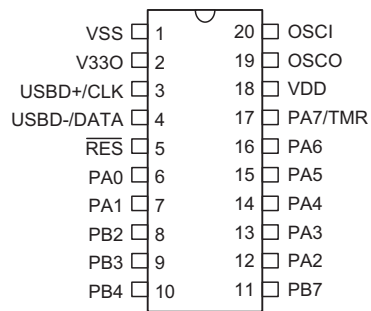 VSS 1 20 OSCI
V33O 2 19 OSCO
USBD+/CLK 3 18 VDD
USBD-/DATA 4 17 PA7/TMR
RES 5 16 PA6
PA0 6 15 PA5
PA1 7 14 PA4
PB2 8 13 PA3
PB3 9 12 PA2
PB4 10 11 PB7